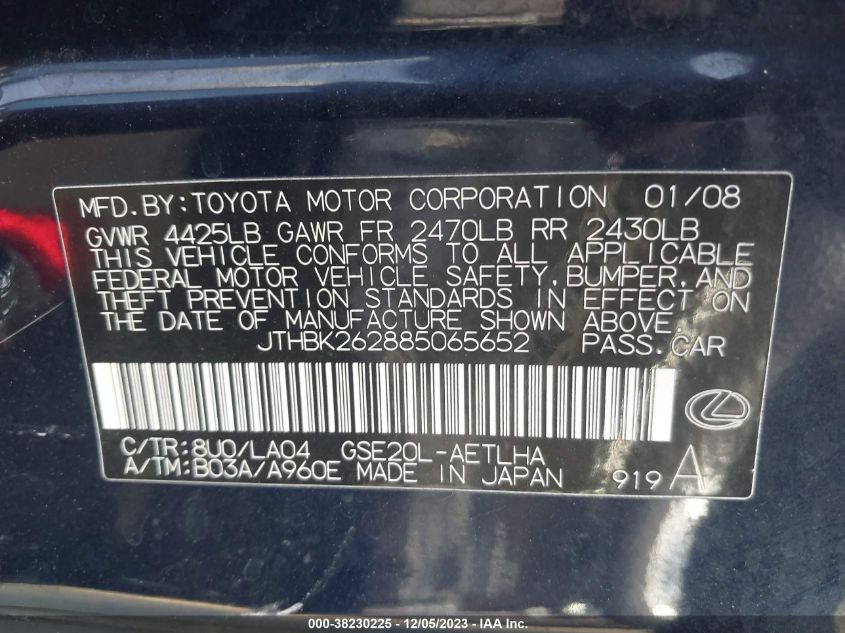 MFD.BY:TOYOTA MOTOR CORPORATION 01/08
GVWR 4425LB GAWR FR 2470LB RR 2430LB
THIS VEHICLE CONFORMS TO ALL APPLICABLE
FEDERAL MOTOR VEHICLE SAFETY,BUMPER,AND
THEFT PREVENTION STANDARDS IN EFFECT ON
THE DATE OF MANUFACTURE SHOWN ABOVE.
JTHBK262885065652 PASS.CAR
C/TR:8U0/LA04 GSE20L-AETLHA
A/TM:B03A/A960E MADE IN JAPAN 919 A
000-38230225 - 12/05/2023 - IAA Inc.